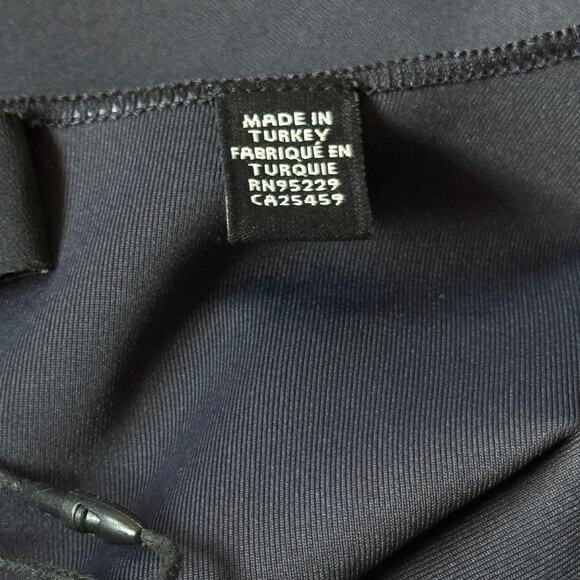 MADE IN
TURKEY
FABRIQUÉ EN
TURQUIE
RN95229
CA25459